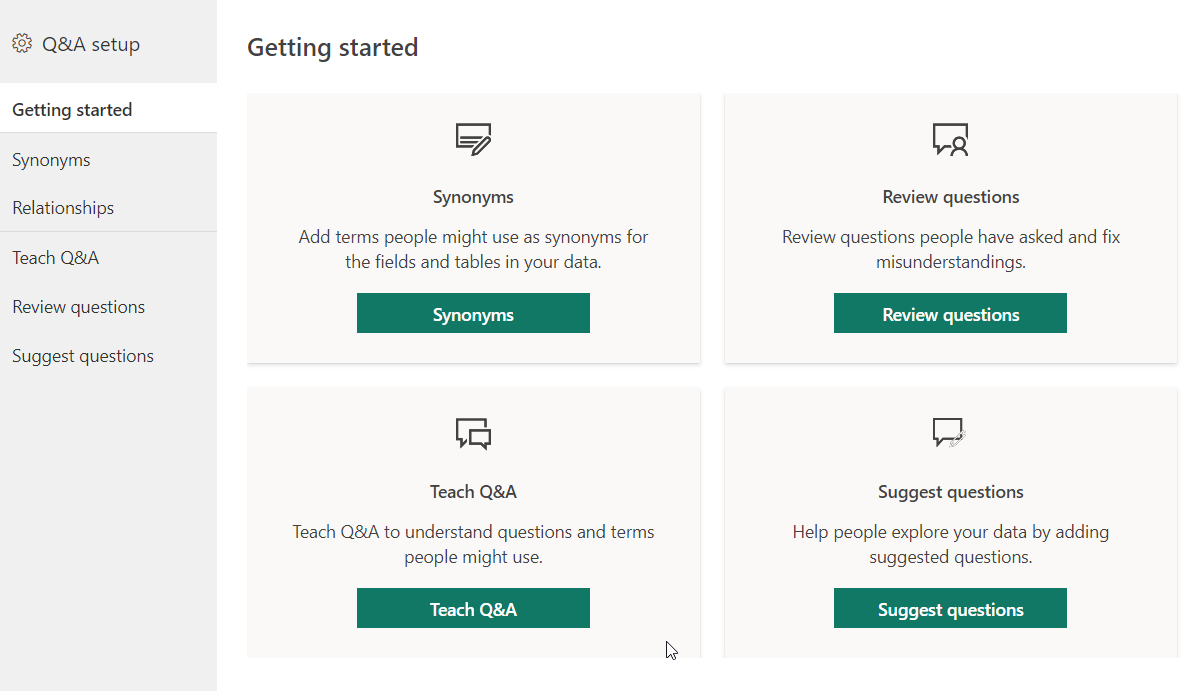 Q&A setup
Getting started
Synonyms
Relationships
Teach Q&A
Review questions
Suggest questions
Getting started
Synonyms
Add terms people might use as synonyms for
the fields and tables in your data.
Synonyms
Review questions
Review questions people have asked and fix
misunderstandings.
Review questions
Teach Q&A
Teach Q&A to understand questions and terms
people might use.
Teach Q&A
Suggest questions
Help people explore your data by adding
suggested questions.
Suggest questions